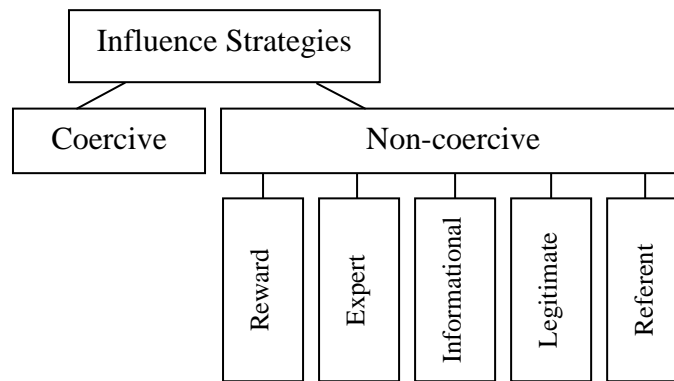 Influence Strategies
Coercive
Non-coercive
Reward
Expert
Informational
Legitimate
Referent